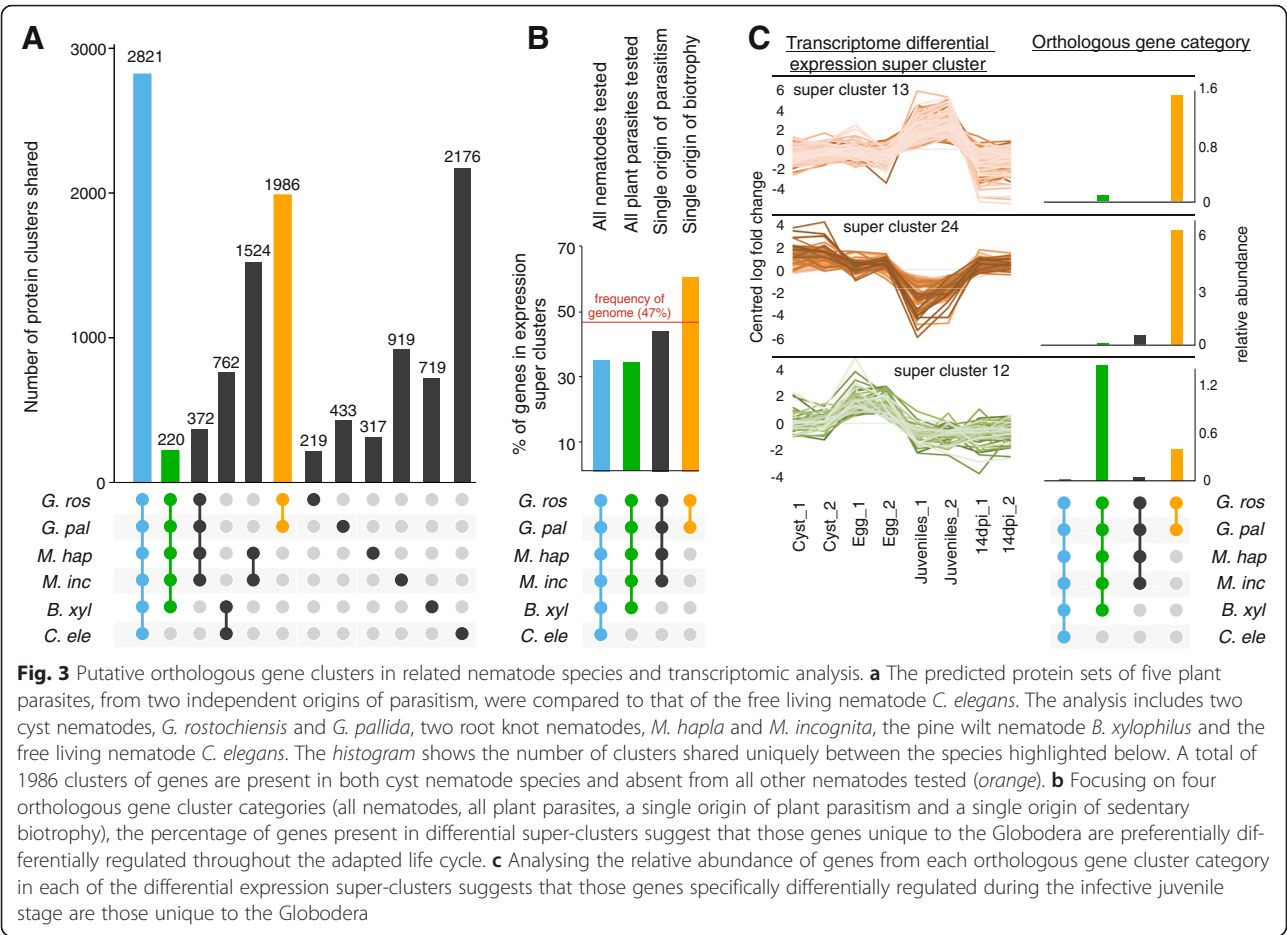 A
3000
2000
1000
0
Number of protein clusters shared
2821
220
372
762
1524
1986
219
433
317
919
719
2176
G. ros
G. pal
M. hap
M. inc
B. xyl
C. ele
B
All nematodes tested
All plant parasites tested
Single origin of parasitism
Single origin of biotrophy
70
50
30
10
% of genes in expression
super clusters
frequency of
genome (47%)
G. ros
G. pal
M. hap
M. inc
B. xyl
C. ele
C
Transcriptome differential
expression super cluster
Orthologous gene category
super cluster 13
6
4
2
0
-2
-4
1.6
0.8
0
super cluster 24
4
2
0
-2
-4
-6
6
3
0
super cluster 12
4
2
0
-2
-4
1.2
0.6
0
Centred log fold change
relative abundance
Cyst_1
Cyst_2
Egg_1
Egg_2
Juveniles_1
Juveniles_2
14dpi_1
14dpi_2
G. ros
G. pal
M. hap
M. inc
B. xyl
C. ele
Fig. 3 Putative orthologous gene clusters in related nematode species and transcriptomic analysis. a The predicted protein sets of five plant
parasites, from two independent origins of parasitism, were compared to that of the free living nematode C. elegans. The analysis includes two
cyst nematodes, G. rostochiensis and G. pallida, two root knot nematodes, M. hapla and M. incognita, the pine wilt nematode B. xylophilus and the
free living nematode C. elegans. The histogram shows the number of clusters shared uniquely between the species highlighted below. A total of
1986 clusters of genes are present in both cyst nematode species and absent from all other nematodes tested (orange). b Focusing on four
orthologous gene cluster categories (all nematodes, all plant parasites, a single origin of plant parasitism and a single origin of sedentary
biotrophy), the percentage of genes present in differential super-clusters suggest that those genes unique to the Globodera are preferentially dif-
ferentially regulated throughout the adapted life cycle. c Analysing the relative abundance of genes from each orthologous gene cluster category
in each of the differential expression super-clusters suggests that those genes specifically differentially regulated during the infective juvenile
stage are those unique to the Globodera